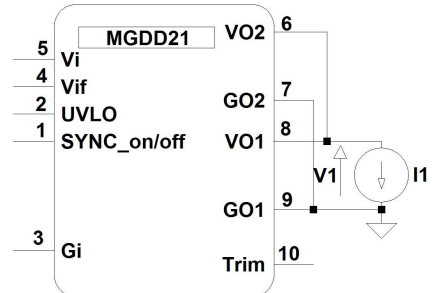 MGDD21
5 Vi
4 Vif
2 UVLO
1 SYNC_on/off
3 Gi
VO2 6
GO2 7
VO1 8
GO1 9
Trim 10
V1
I1